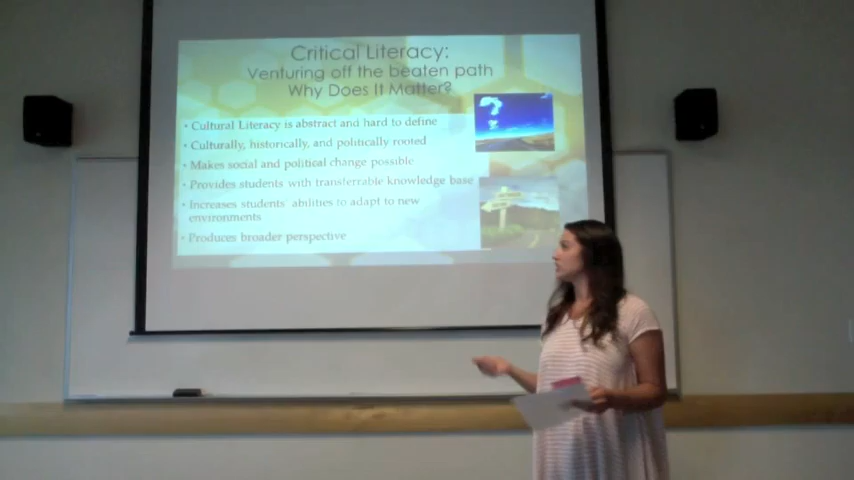 Critical Literacy:
Venturing off the beaten path
Why Does It Matter?
• Cultural Literacy is abstract and hard to define
• Culturally, historically, and politically rooted
• Makes social and political change possible
• Provides students with transferrable knowledge base
• Increases students' abilities to adapt to new
environments
• Produces broader perspective